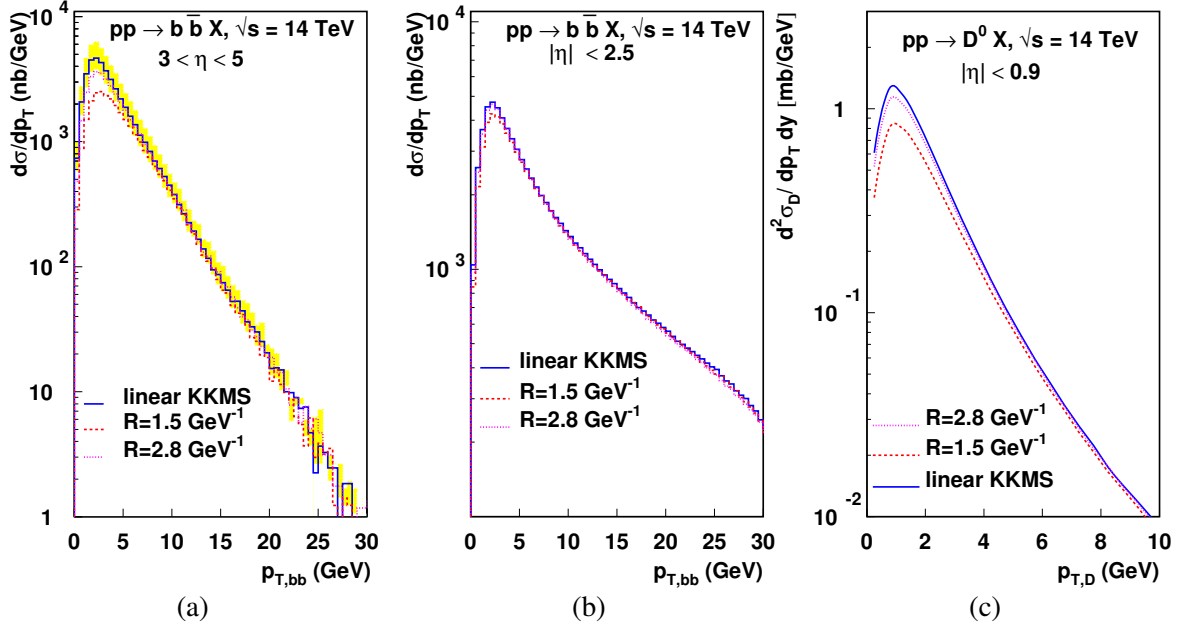 pp → b b̅ X, √s = 14 TeV
3 < η < 5
dσ/dp_T (nb/GeV)
10^4
10^3
10^2
10
1
linear KKMS
R=1.5 GeV^-1
R=2.8 GeV^-1
0 5 10 15 20 25 30
p_T,bb (GeV)
(a)
pp → b b̅ X, √s = 14 TeV
|η| < 2.5
dσ/dp_T (nb/GeV)
10^4
10^3
linear KKMS
R=1.5 GeV^-1
R=2.8 GeV^-1
0 5 10 15 20 25 30
p_T,bb (GeV)
(b)
pp → D^0 X, √s = 14 TeV
|η| < 0.9
d^2 σ_D / dp_T dy [mb/GeV]
1
10^-1
10^-2
R=2.8 GeV^-1
R=1.5 GeV^-1
linear KKMS
0 2 4 6 8 10
p_T,D (GeV)
(c)